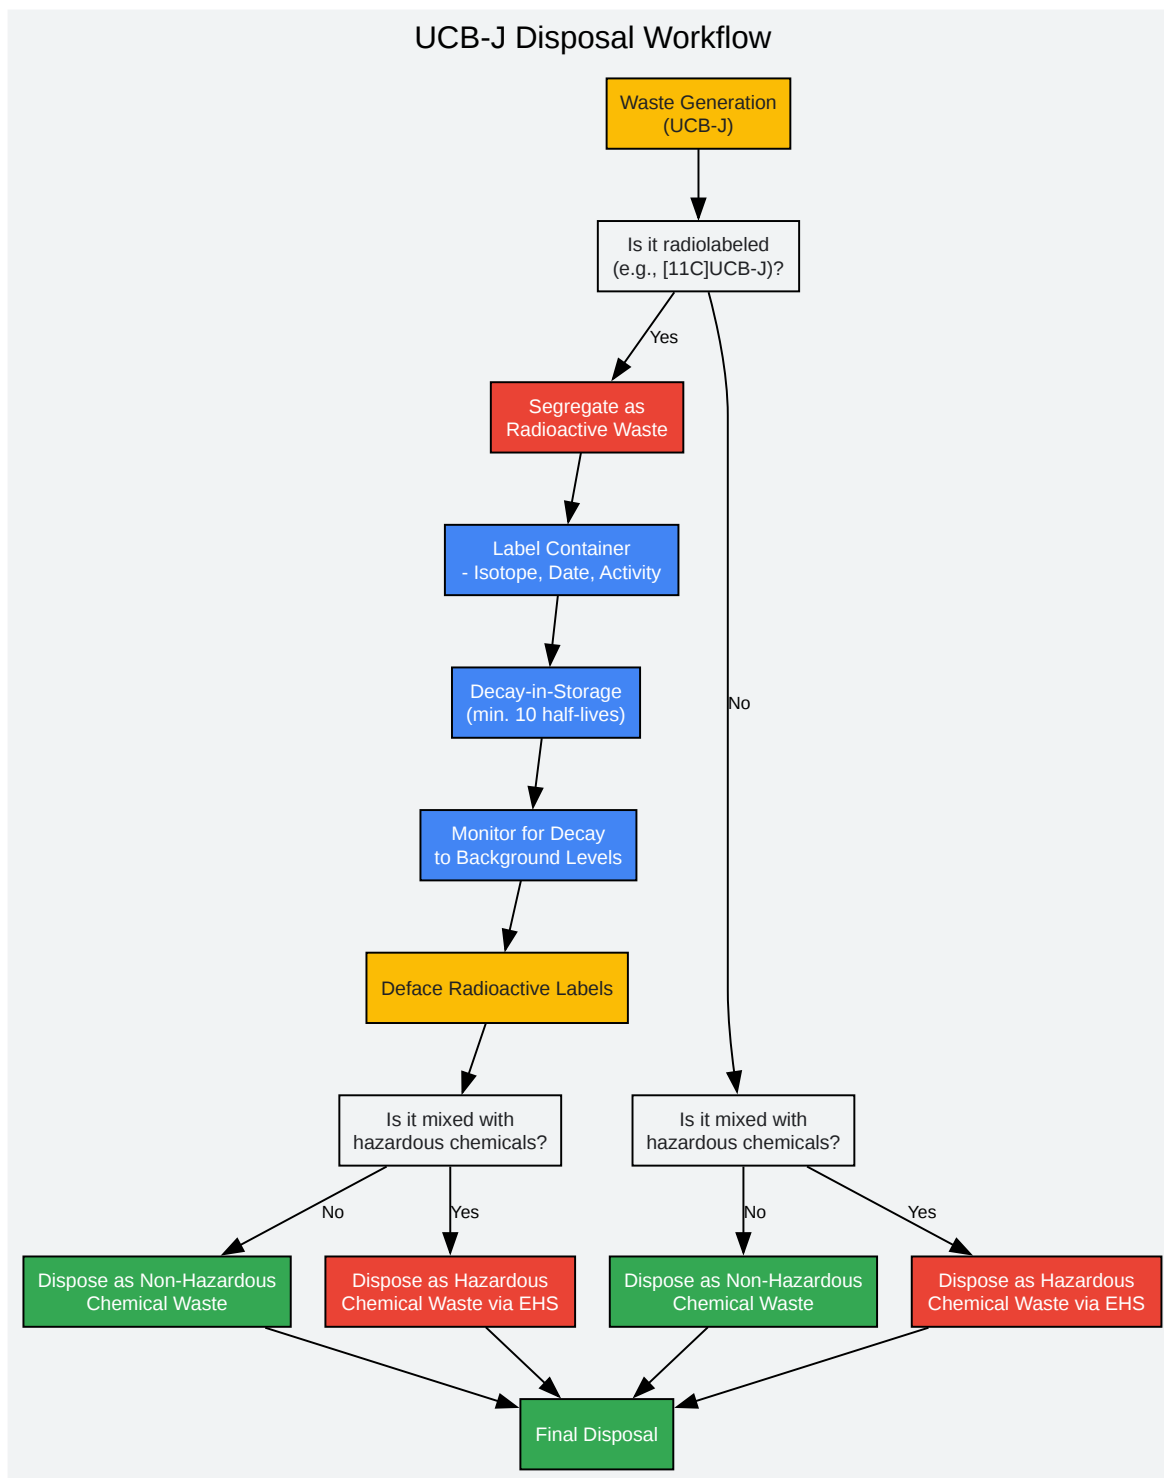 UCB-J Disposal Workflow
Waste Generation
(UCB-J)
Is it radiolabeled
(e.g., [11C]UCB-J)?
Yes
Segregate as
Radioactive Waste
Label Container
- Isotope, Date, Activity
Decay-in-Storage
(min. 10 half-lives)
No
Monitor for Decay
to Background Levels
Deface Radioactive Labels
Is it mixed with
hazardous chemicals?
Is it mixed with
hazardous chemicals?
No
Yes
No
Yes
Dispose as Non-Hazardous
Chemical Waste
Dispose as Hazardous
Chemical Waste via EHS
Dispose as Non-Hazardous
Chemical Waste
Dispose as Hazardous
Chemical Waste via EHS
Final Disposal